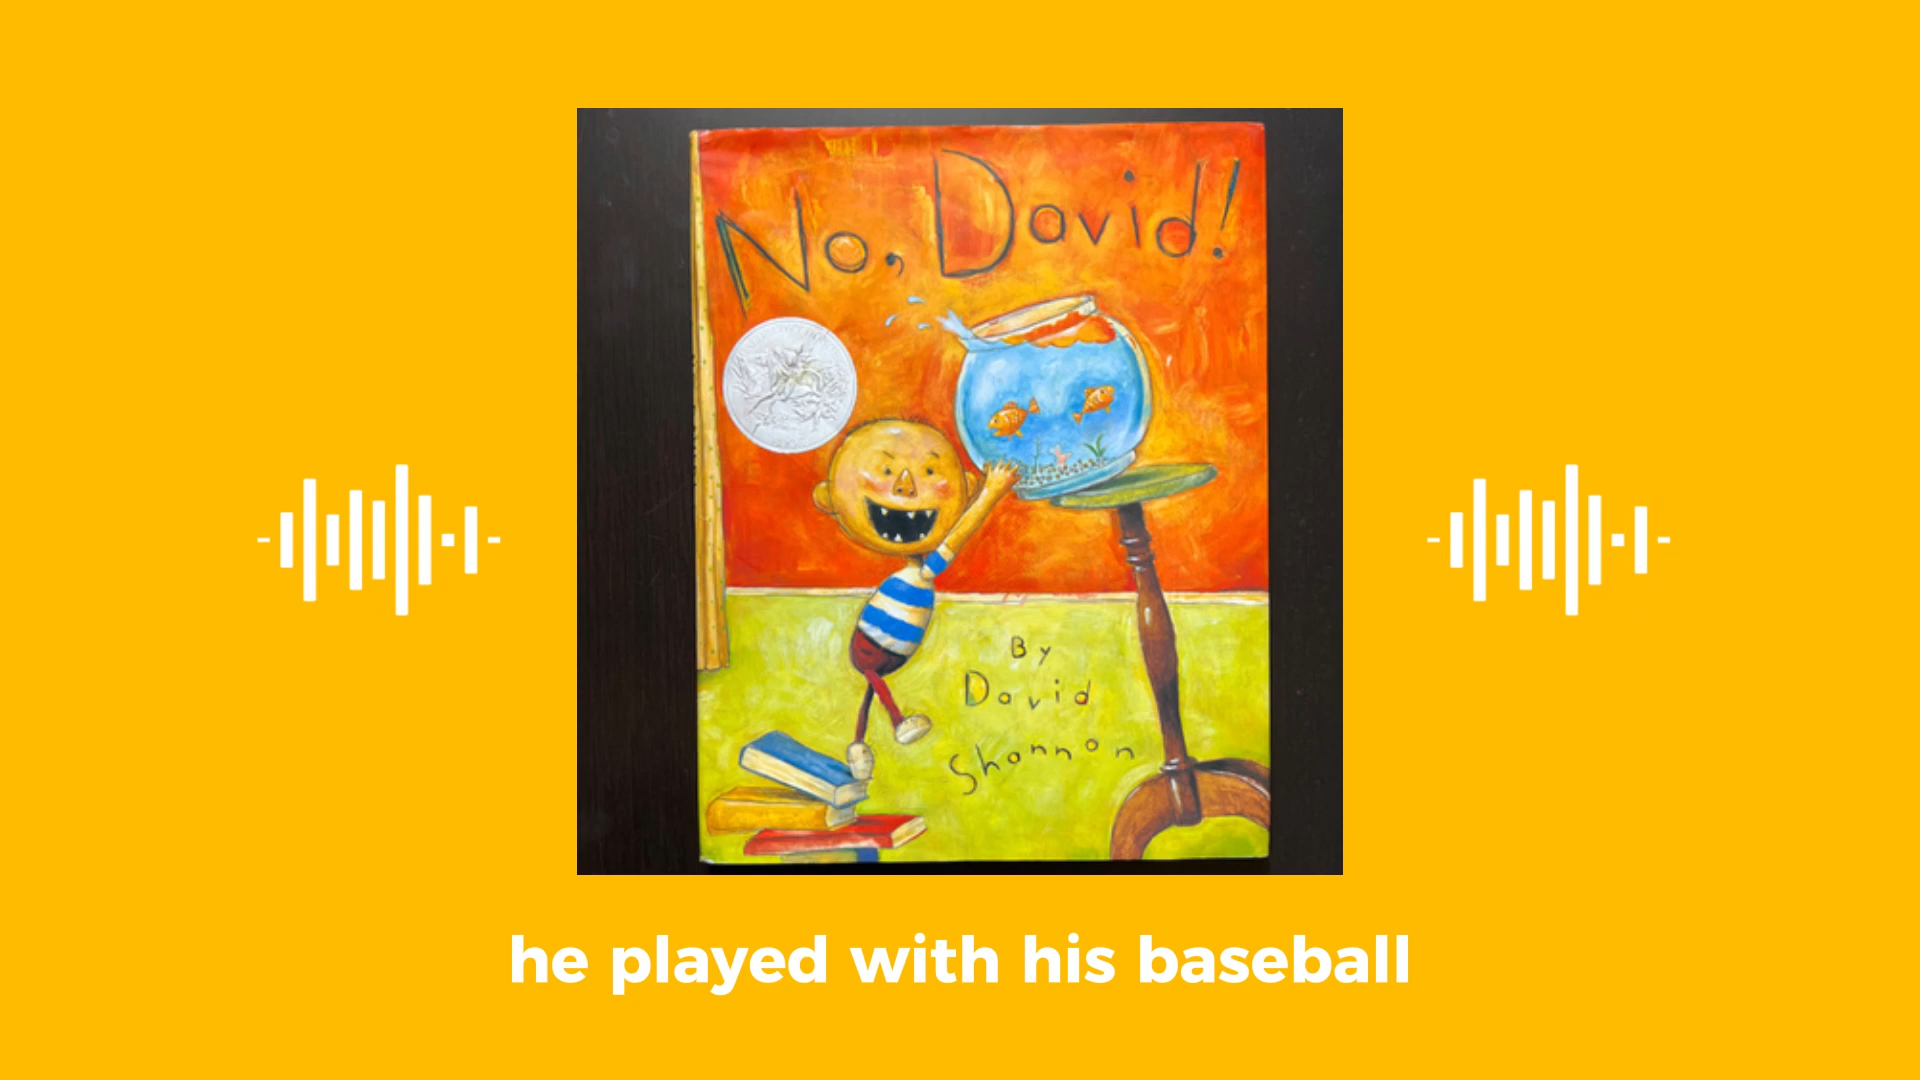 No, David!
By
David
Shannon
he played with his baseball